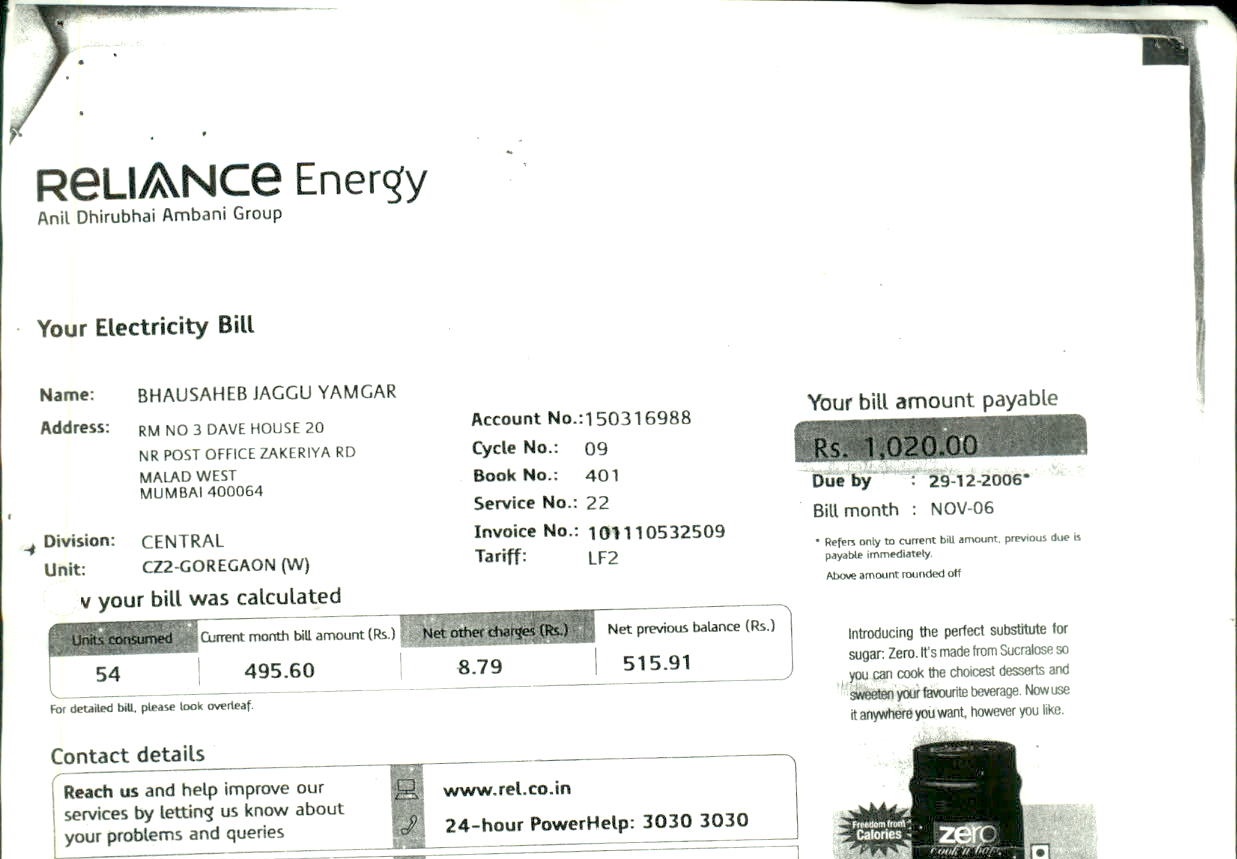 RELIANCE Energy
Anil Dhirubhai Ambani Group
Your Electricity Bill
Name: BHAUSAHEB JAGGU YAMGAR
Address: RM NO 3 DAVE HOUSE 20
NR POST OFFICE ZAKERIYA RD
MALAD WEST
MUMBAI 400064
Division: CENTRAL
Unit: CZ2-GOREGAON (W)
Account No.:150316988
Cycle No.: 09
Book No.: 401
Service No.: 22
Invoice No.: 101110532509
Tariff: LF2
Your bill amount payable
Rs. 1,020.00
Due by : 29-12-2006*
Bill month : NOV-06
* Refers only to current bill amount, previous due is
payable immediately.
Above amount rounded off
your bill was calculated
Units consumed Current month bill amount (Rs.) Net other charges (Rs.) Net previous balance (Rs.)
54 495.60 8.79 515.91
For detailed bill, please look overleaf.
Introducing the perfect substitute for
sugar: Zero. It's made from Sucralose so
you can cook the choicest desserts and
sweeten your favourite beverage. Now use
it anywhere you want, however you like.
Contact details
Reach us and help improve our
services by letting us know about
your problems and queries
www.rel.co.in
24-hour PowerHelp: 3030 3030
Freedom from
Calories
zero